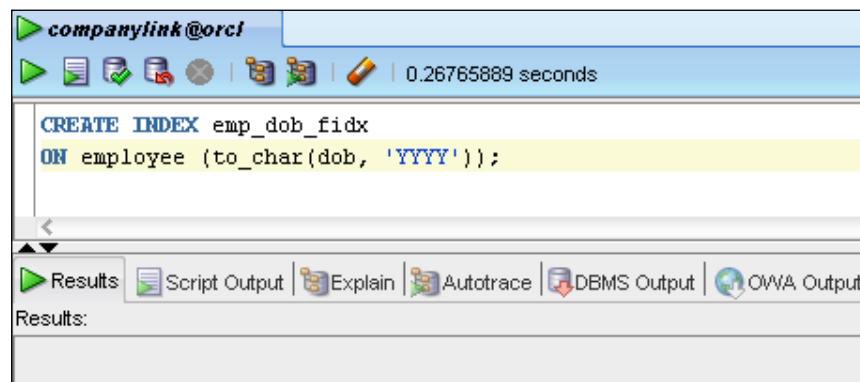 companylink@orcl
0.26765889 seconds
CREATE INDEX emp_dob_fidx
ON employee (to_char(dob, 'YYYY'));
Results Script Output Explain Autotrace DBMS Output OWA Output
Results: